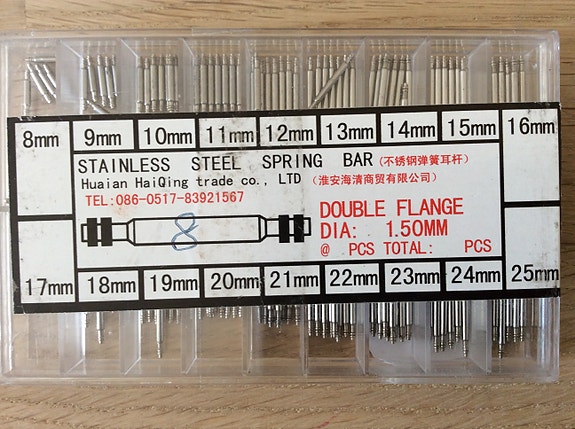 8mm 9mm 10mm 11mm 12mm 13mm 14mm 15mm 16mm
STAINLESS STEEL SPRING BAR (不锈钢弹簧耳杆)
Huaian HaiQing trade co., LTD (淮安海清商贸有限公司)
TEL:086-0517-83921567
8
DOUBLE FLANGE
DIA: 1.50MM
@ PCS TOTAL: PCS
17mm 18mm 19mm 20mm 21mm 22mm 23mm 24mm 25mm